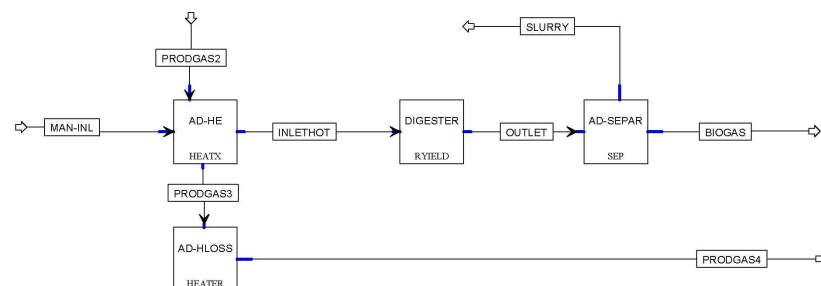 SLURRY
PRODGAS2
MAN-INL
AD-HE
HEATX
INLETHOT
DIGESTER
RYIELD
OUTLET
AD-SEPAR
SEP
BIOGAS
PRODGAS3
AD-HLOSS
HEATER
PRODGAS4